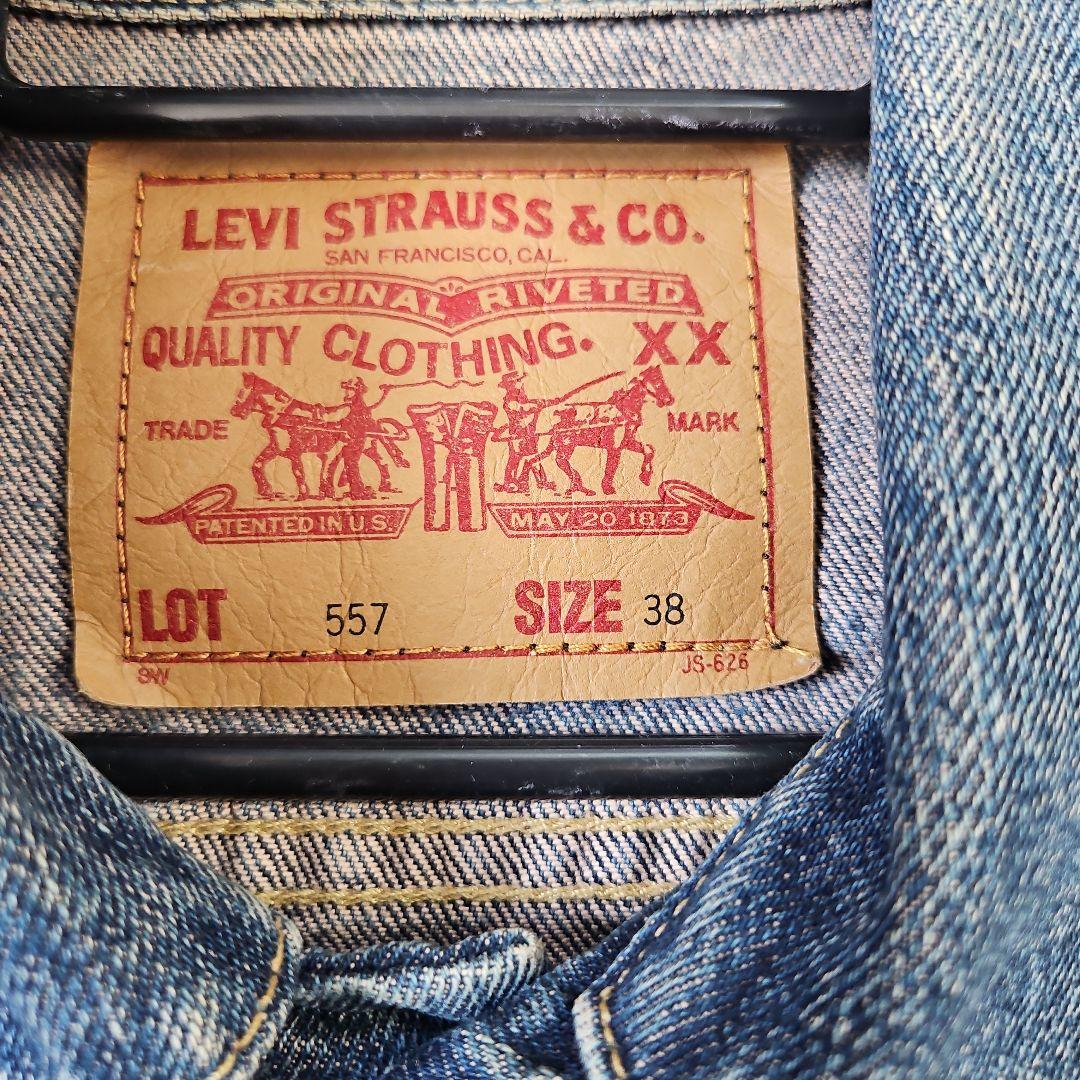 LEVI STRAUSS & CO.
SAN FRANCISCO, CAL.
ORIGINAL RIVETED
QUALITY CLOTHING. XX
TRADE MARK
PATENTED IN U.S. MAY 20 1873
LOT 557 SIZE 38
SW JS-626